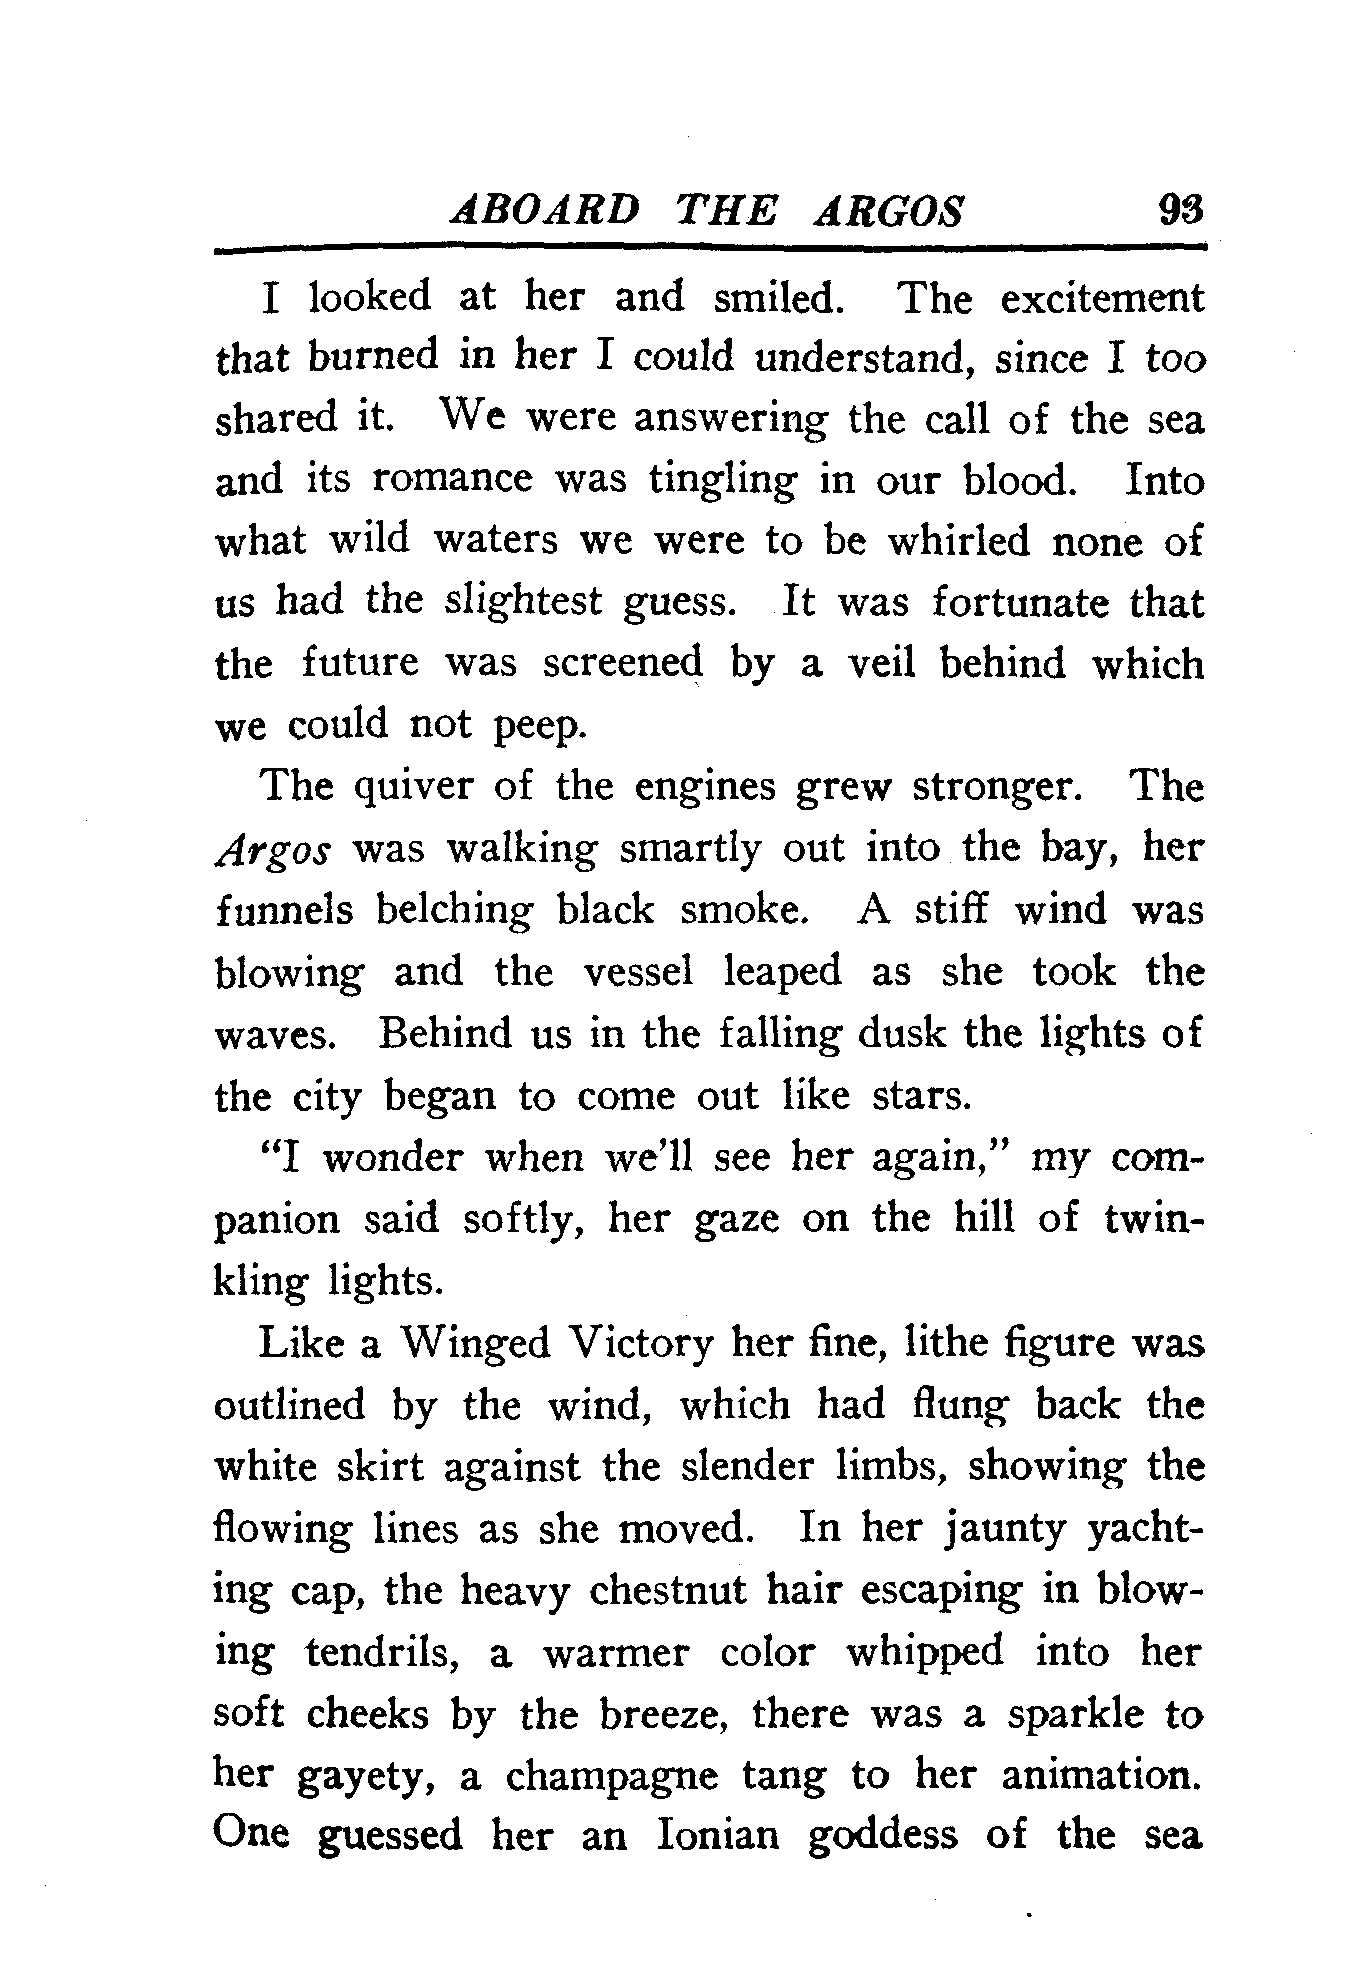 ABOARD THE ARGOS 93
I looked at her and smiled. The excitement
that burned in her I could understand, since I too
shared it. We were answering the call of the sea
and its romance was tingling in our blood. Into
what wild waters we were to be whirled none of
us had the slightest guess. It was fortunate that
the future was screened by a veil behind which
we could not peep.
The quiver of the engines grew stronger. The
Argos was walking smartly out into the bay, her
funnels belching black smoke. A stiff wind was
blowing and the vessel leaped as she took the
waves. Behind us in the falling dusk the lights of
the city began to come out like stars.
"I wonder when we'll see her again," my com-
panion said softly, her gaze on the hill of twin-
kling lights.
Like a Winged Victory her fine, lithe figure was
outlined by the wind, which had flung back the
white skirt against the slender limbs, showing the
flowing lines as she moved. In her jaunty yacht-
ing cap, the heavy chestnut hair escaping in blow-
ing tendrils, a warmer color whipped into her
soft cheeks by the breeze, there was a sparkle to
her gayety, a champagne tang to her animation.
One guessed her an Ionian goddess of the sea